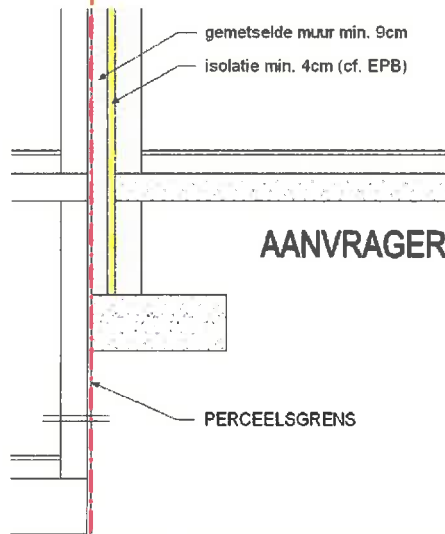 gemetselde muur min. 9cm
isolatie min. 4cm (cf. EPB)
AANVRAGER
PERCEELSGRENS